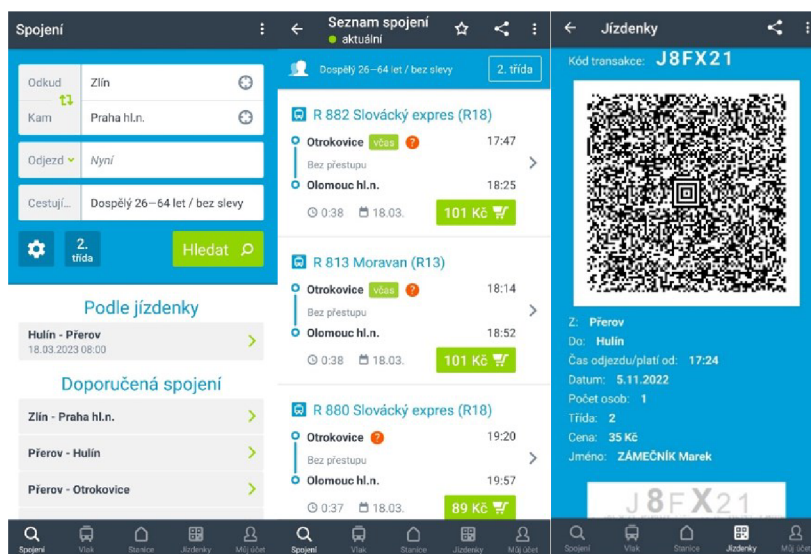 Spojení
Odkud
Zlín
Kam
Praha hl.n.
Odjezd
Nyní
Cestují...
Dospělý 26–64 let / bez slevy
2.
třída
Hledat
Podle jízdenky
Hulín - Přerov
18.03.2023 08:00
Doporučená spojení
Zlín - Praha hl.n.
Přerov - Hulín
Přerov - Otrokovice
Spojení
Vlak
Stanice
Jízdenky
Můj účet
Seznam spojení
aktuální
Dospělý 26–64 let / bez slevy
2. třída
R 882 Slovácký expres (R18)
Otrokovice včas ? 17:47
Bez přestupu
Olomouc hl.n. 18:25
0:38 18.03. 101 Kč
R 813 Moravan (R13)
Otrokovice včas ? 18:14
Bez přestupu
Olomouc hl.n. 18:52
0:38 18.03. 101 Kč
R 880 Slovácký expres (R18)
Otrokovice ? 19:20
Bez přestupu
Olomouc hl.n. 19:57
0:37 18.03. 89 Kč
Spojení
Vlak
Stanice
Jízdenky
Můj účet
Jízdenky
Kód transakce: J8FX21
Z: Přerov
Do: Hulín
Čas odjezdu/platí od: 17:24
Datum: 5.11.2022
Počet osob: 1
Třída: 2
Cena: 35 Kč
Jméno: ZÁMEČNÍK Marek
J8FX21
Spojení
Vlak
Stanice
Jízdenky
Můj účet